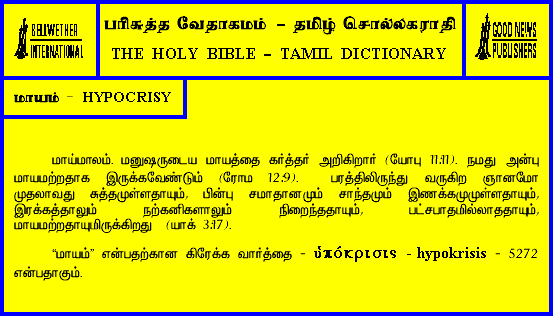 BELLWETHER
INTERNATIONAL
பரிசுத்த வேதாகமம் – தமிழ் சொல்லகராதி
THE HOLY BIBLE – TAMIL DICTIONARY
GOOD NEWS
PUBLISHERS
மாயம் – HYPOCRISY
மாய்மாலம். மனுஷருடைய மாயத்தை கர்த்தர் அறிகிறார் (யோபு 11:11). நமது அன்பு
மாயமற்றதாக இருக்கவேண்டும் (ரோம 12:9). பரத்திலிருந்து வருகிற ஞானமோ
முதலாவது சுத்தமுள்ளதாயும், பின்பு சமாதானமும் சாந்தமும் இணக்கமுமுள்ளதாயும்,
இரக்கத்தாலும் நற்கனிகளாலும் நிறைந்ததாயும், பட்சபாதமில்லாததாயும்,
மாயமற்றதாயுமிருக்கிறது (யாக் 3:17).
“மாயம்” என்பதற்கான கிரேக்க வார்த்தை – ὑπόκρισις - hypokrisis – 5272
என்பதாகும்.